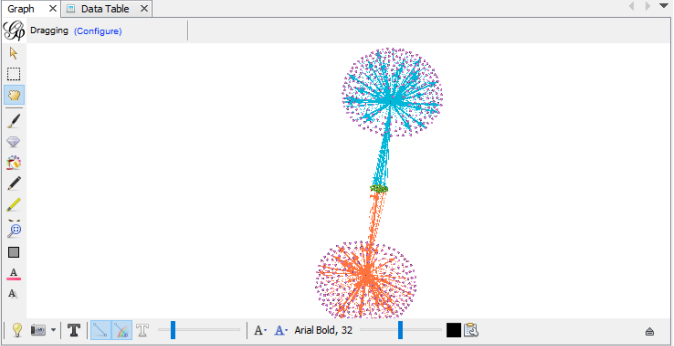 Graph Data Table
Dragging (Configure)
A
A
T T A- A- Arial Bold, 32